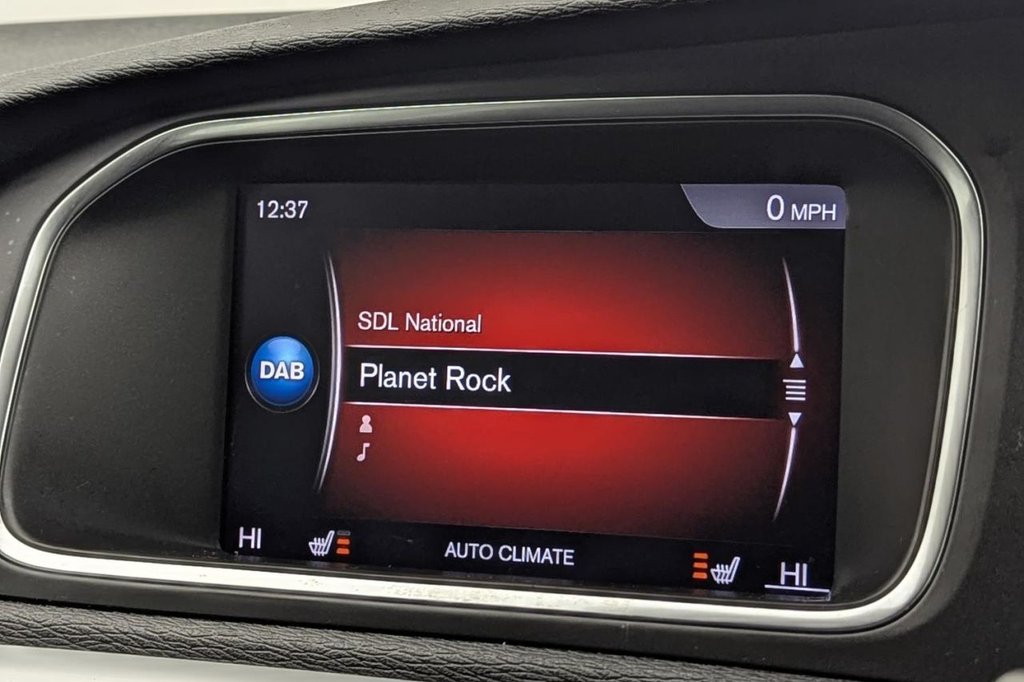 12:37
0 MPH
SDL National
DAB
Planet Rock
HI
AUTO CLIMATE
HI